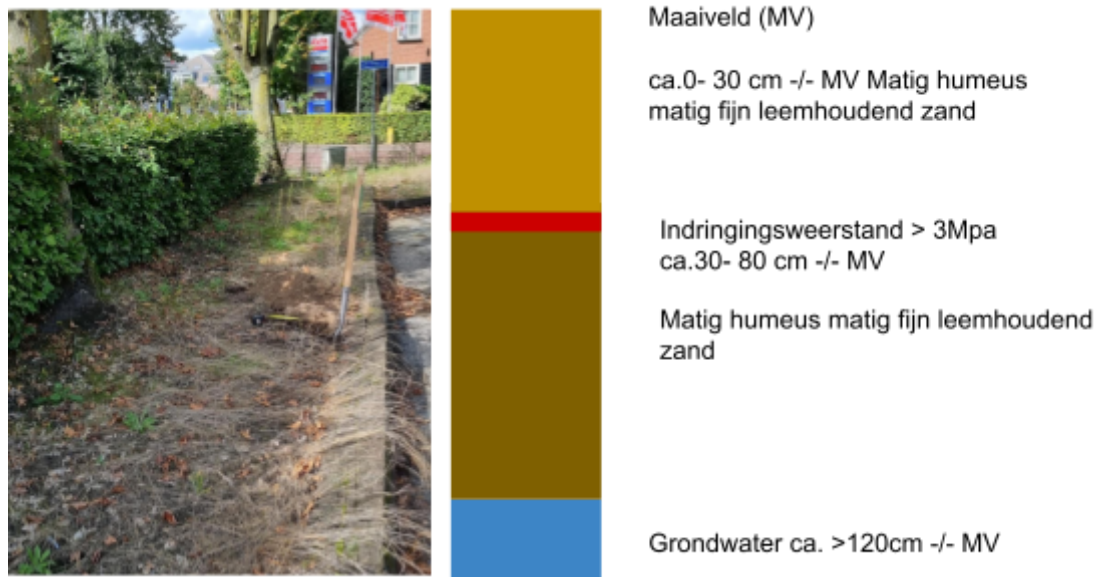 Maaiveld (MV)
ca.0- 30 cm -/- MV Matig humeus
matig fijn leemhoudend zand
Indringingsweerstand > 3Mpa
ca.30- 80 cm -/- MV
Matig humeus matig fijn leemhoudend
zand
Grondwater ca. >120cm -/- MV